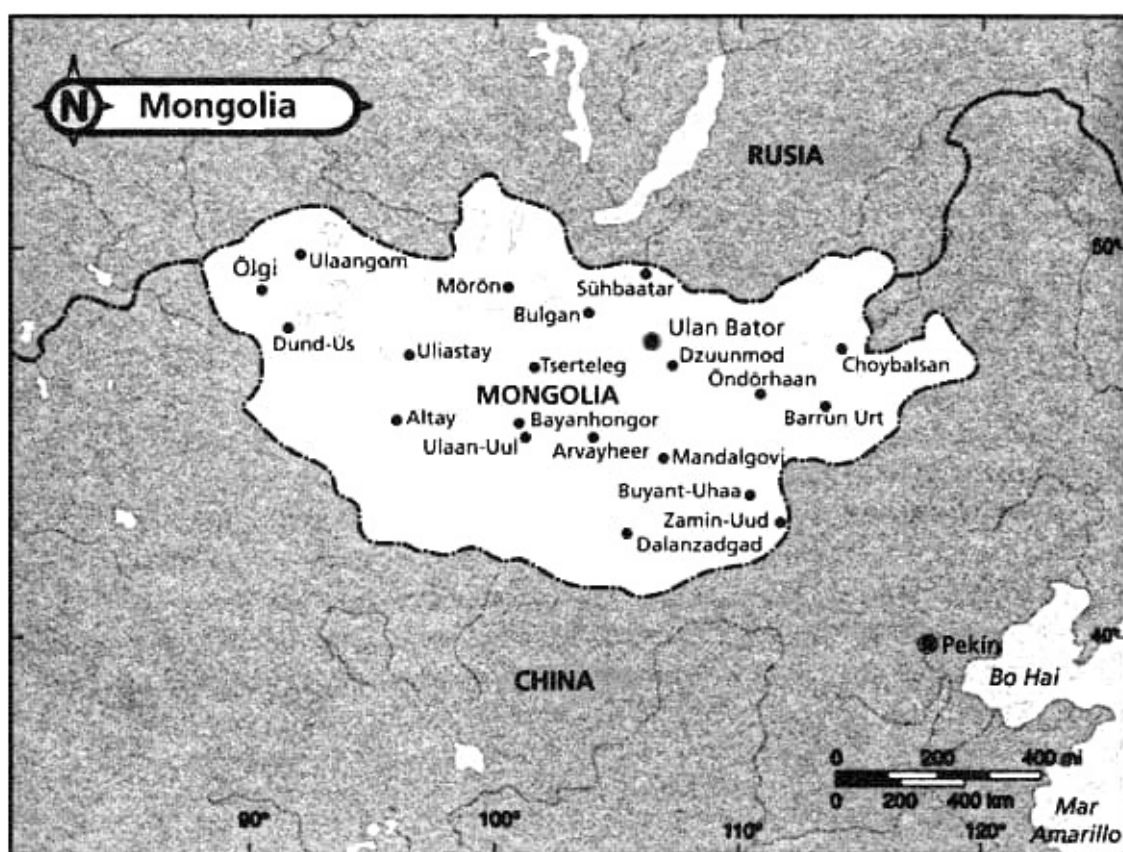 N Mongolia
RUSIA
50°
Ölgi
Ulaangom
Mörön
Sühbaatar
Bulgan
Ulan Bator
Dund-Us
Uliastay
Tserteleg
Dzuunmod
Choybalsan
Öndörhaan
MONGOLIA
Altay
Bayanhongor
Barrun Urt
Ulaan-Uul
Arvayheer
Mandalgovi
Buyant-Uhaa
Zamin-Uud
Dalanzadgad
40°
Pekín
CHINA
Bo Hai
0 200 400 mi
0 200 400 km
Mar
Amarillo
90° 100° 110° 120°